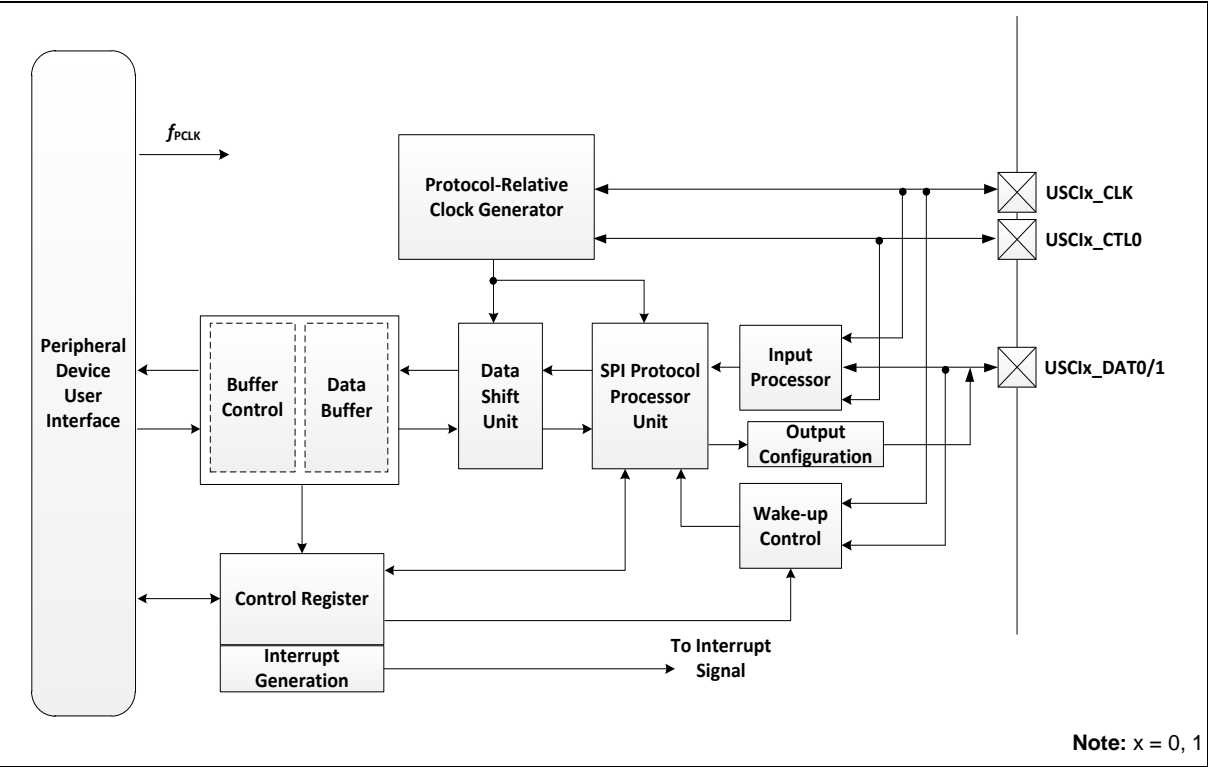 fPCLK
Protocol-Relative
Clock Generator
USCIx_CLK
USCIx_CTL0
Peripheral
Device
User
Interface
Buffer
Control
Data
Buffer
Data
Shift
Unit
SPI Protocol
Processor
Unit
Input
Processor
USCIx_DAT0/1
Output
Configuration
Wake-up
Control
Control Register
Interrupt
Generation
To Interrupt
Signal
Note: x = 0, 1